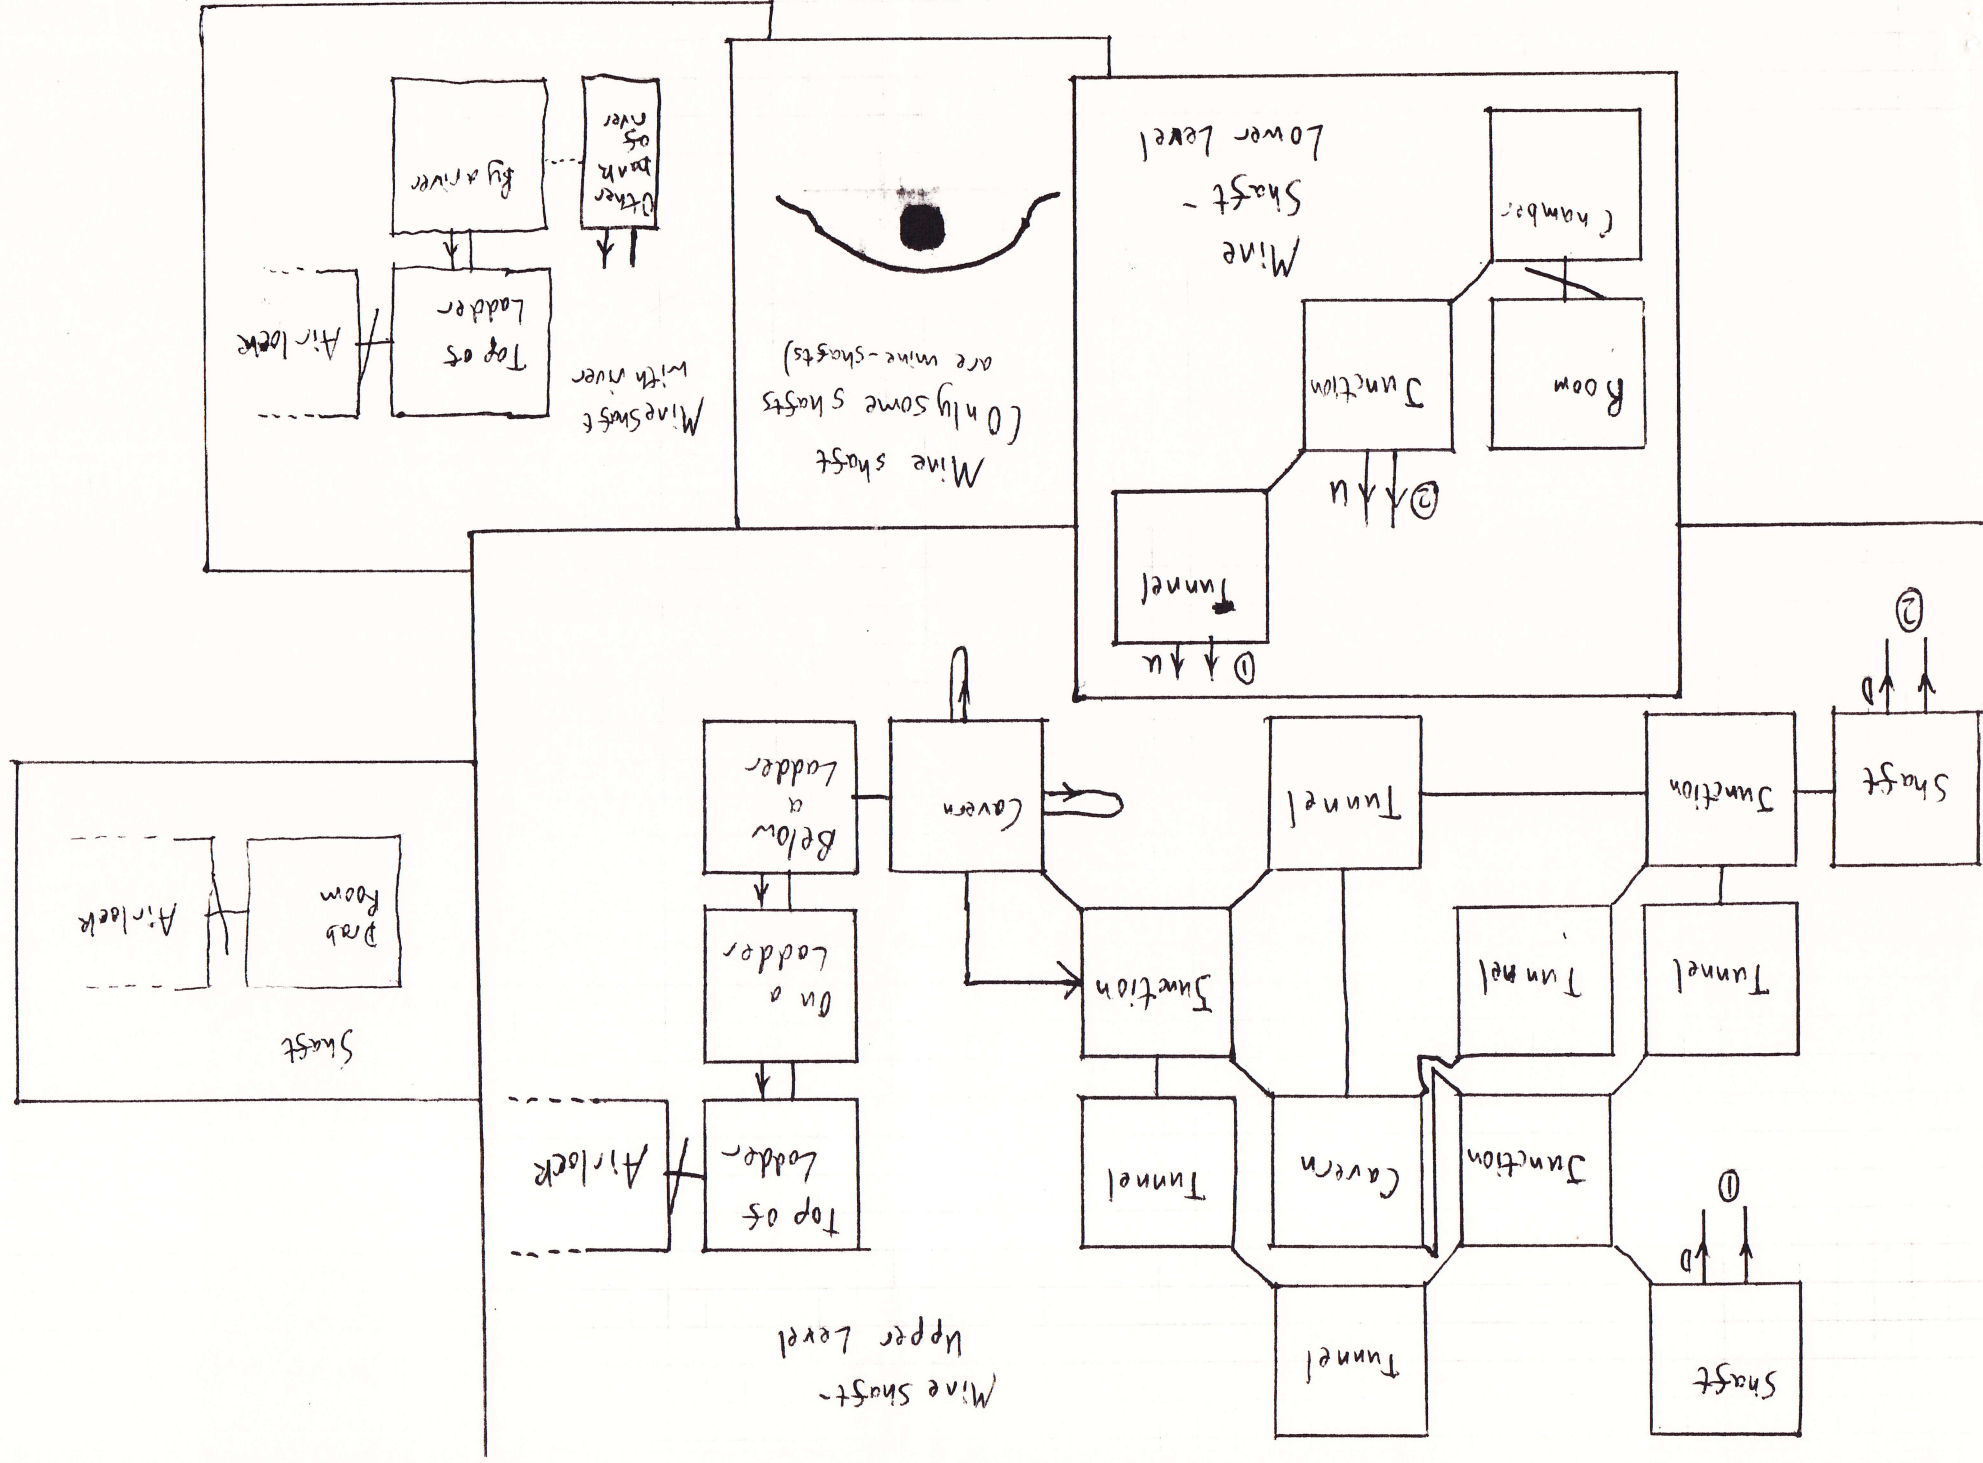 Shaft
D
①
Tunnel
Mine Shaft-
Upper Level
Junction
Cavern
Tunnel
Top of
Ladder
Airlock
Tunnel
Tunnel
Junction
On a
Ladder
Shaft
D
②
Junction
Tunnel
Cavern
Below
a
Ladder
Shaft
Drab
Room
Airlock
① U
Tunnel
② U
Junction
Room
Chamber
Mine
Shaft-
Lower Level
Mine shaft
(Only some shafts
are mine-shafts)
Mineshaft
with river
Top of
Ladder
Airlock
Other
bank
of
river
By a river